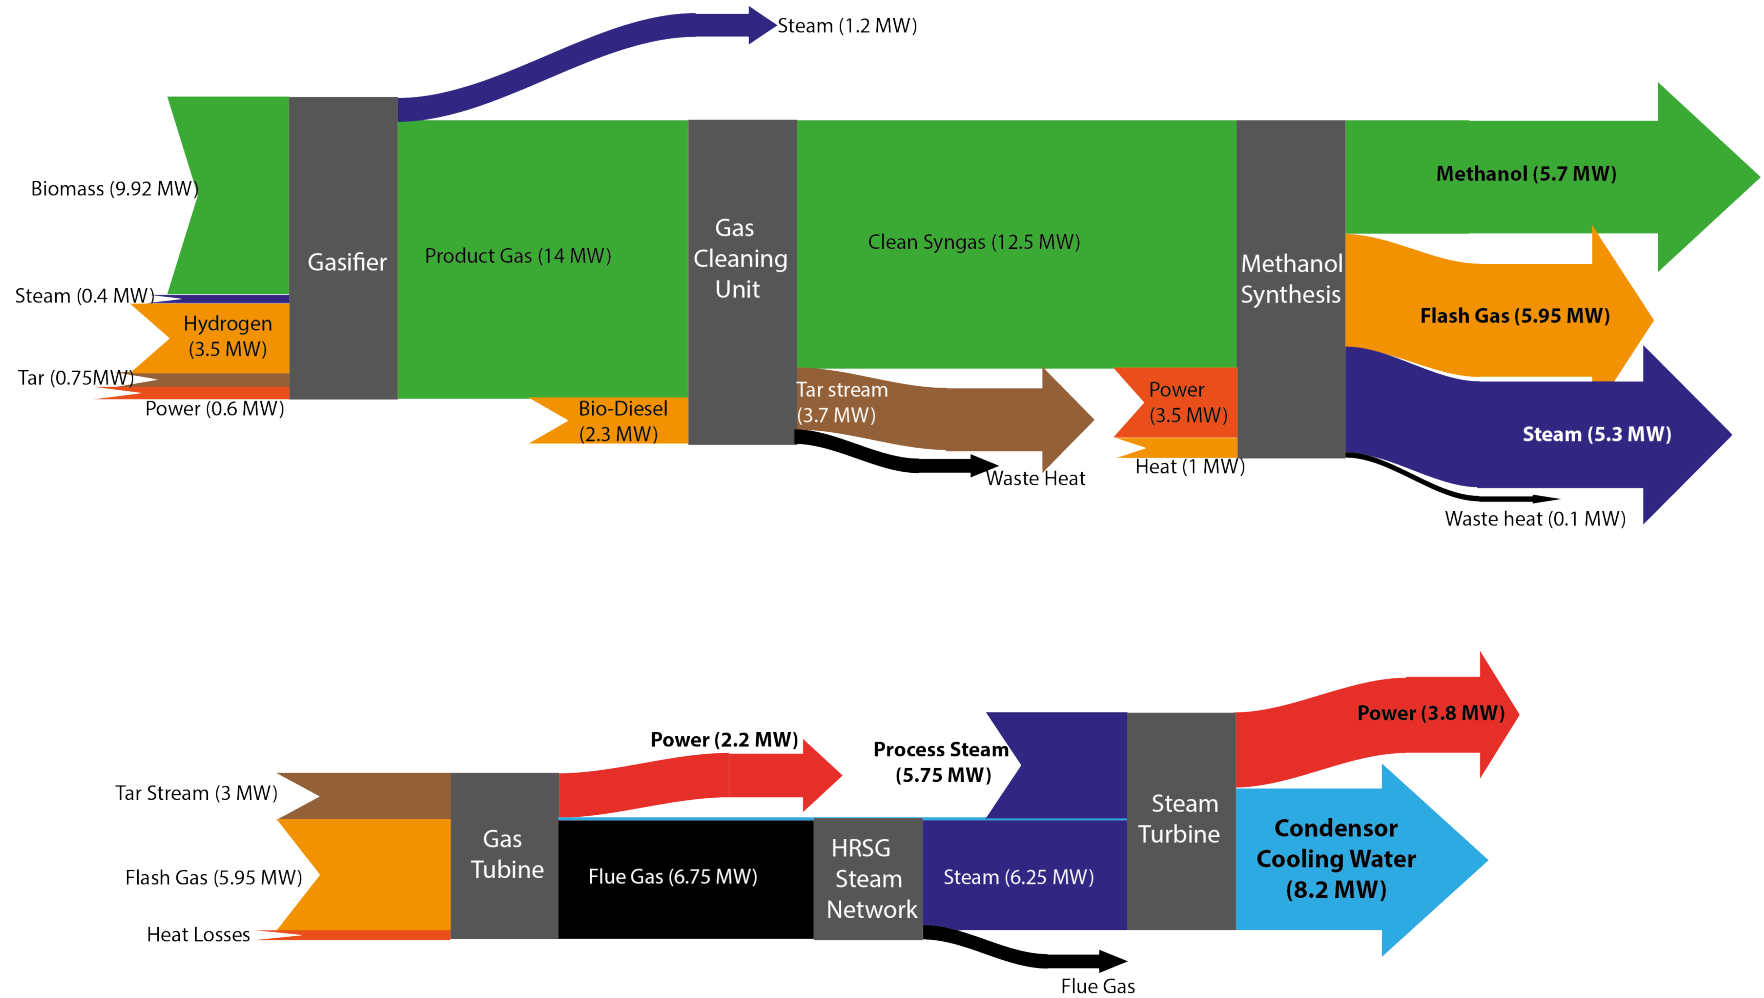 Steam (1.2 MW)
Biomass (9.92 MW)
Steam (0.4 MW)
Hydrogen
(3.5 MW)
Tar (0.75MW)
Power (0.6 MW)
Gasifier
Product Gas (14 MW)
Bio-Diesel
(2.3 MW)
Gas
Cleaning
Unit
Clean Syngas (12.5 MW)
Tar stream
(3.7 MW)
Waste Heat
Power
(3.5 MW)
Heat (1 MW)
Methanol
Synthesis
Methanol (5.7 MW)
Flash Gas (5.95 MW)
Steam (5.3 MW)
Waste heat (0.1 MW)
Tar Stream (3 MW)
Flash Gas (5.95 MW)
Heat Losses
Gas
Tubine
Power (2.2 MW)
Flue Gas (6.75 MW)
HRSG
Steam
Network
Process Steam
(5.75 MW)
Steam (6.25 MW)
Flue Gas
Steam
Turbine
Power (3.8 MW)
Condensor
Cooling Water
(8.2 MW)